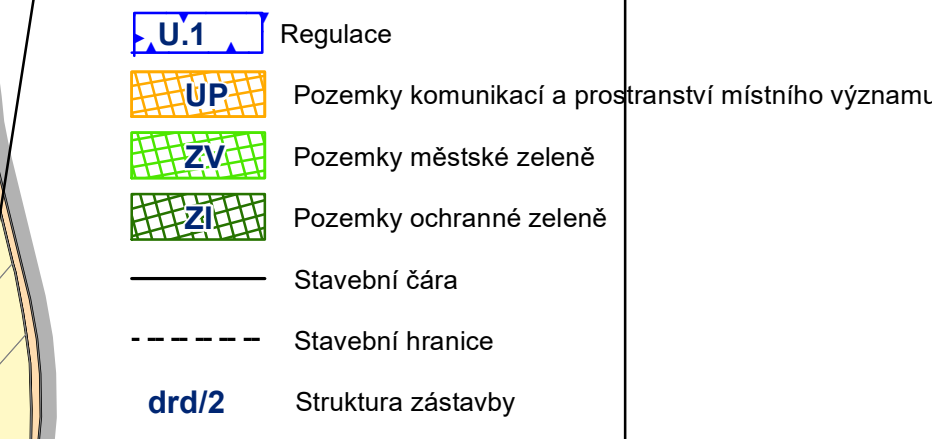 U.1 Regulace
UP Pozemky komunikací a prostranství místního významu
ZV Pozemky městské zeleně
ZI Pozemky ochranné zeleně
Stavební čára
Stavební hranice
drd/2 Struktura zástavby